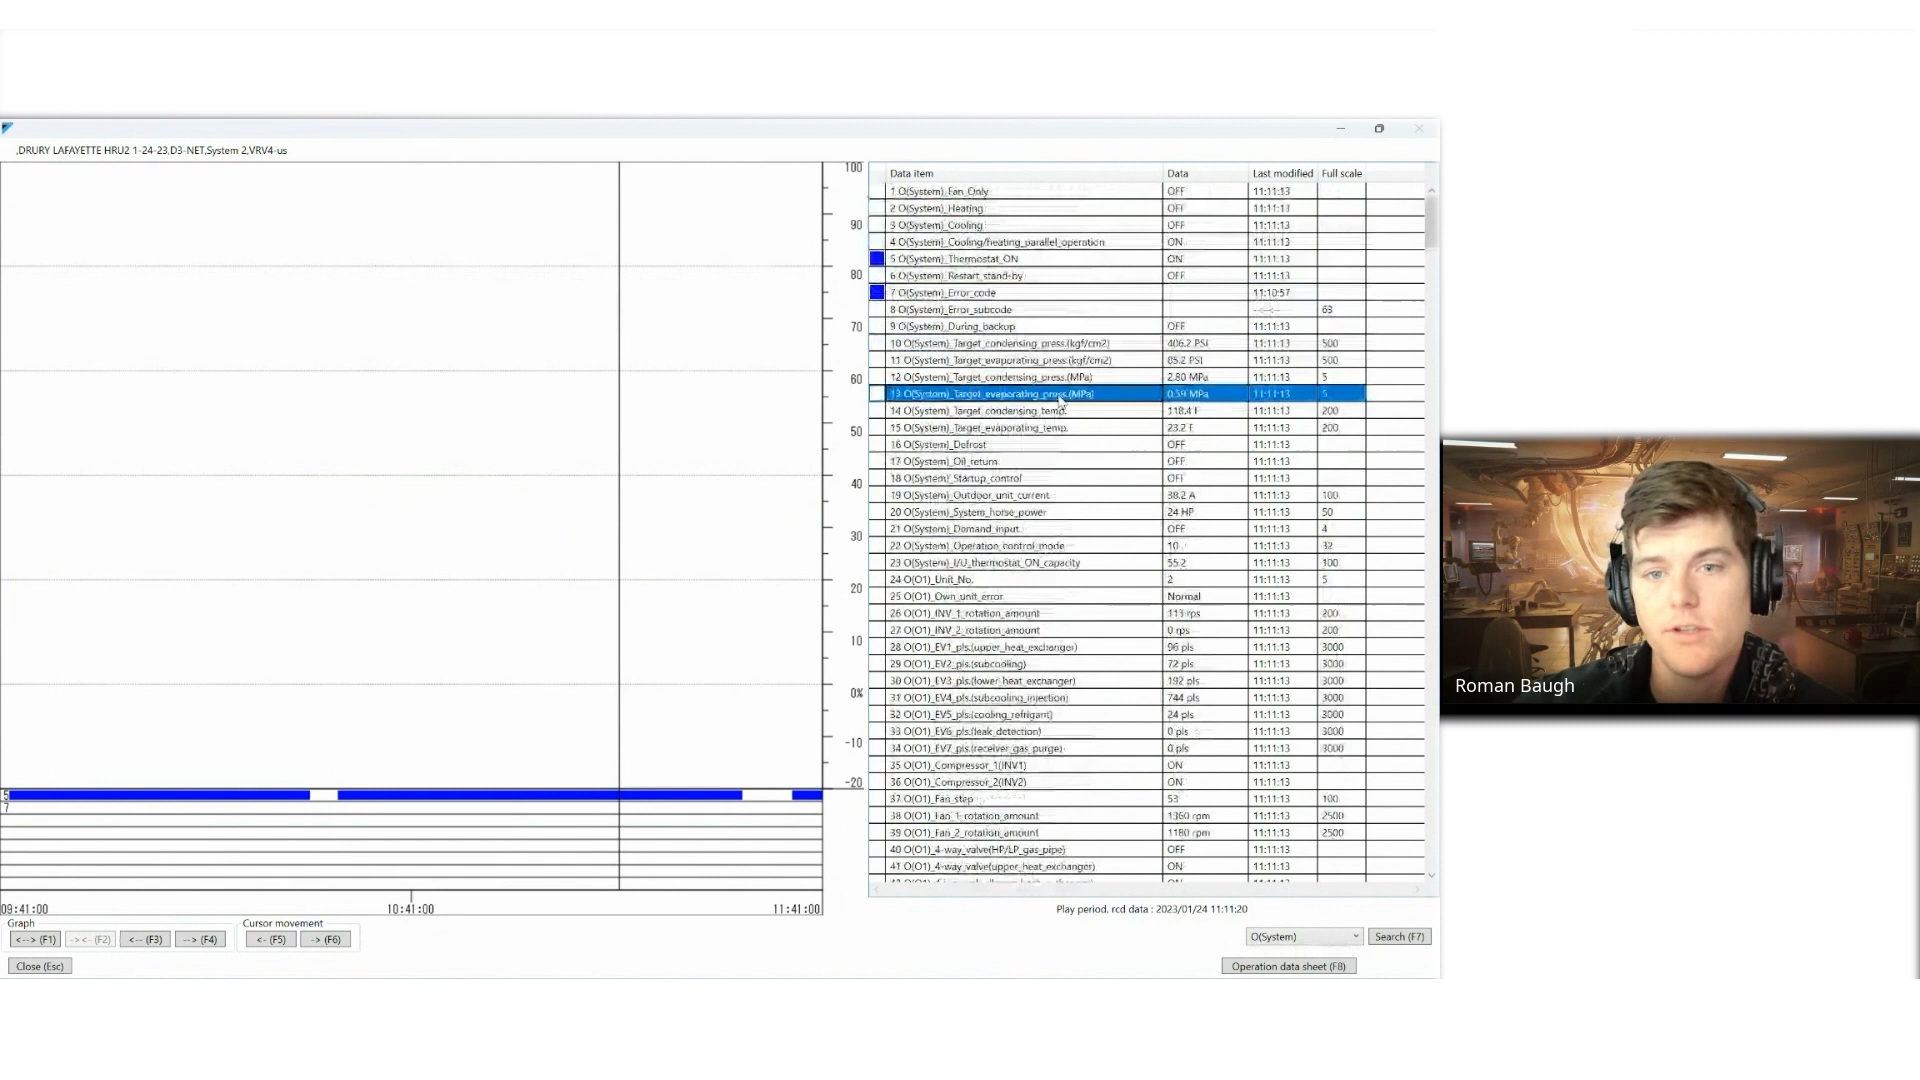 ,DRURY LAFAYETTE HRU2 1-24-23,D3-NET,System 2,VRV4-us
100
90
80
70
60
50
40
30
20
10
0%
-10
-20
5
7
09:41:00 10:41:00 11:41:00
Data item Data Last modified Full scale
1 O(System)_Fan_Only OFF 11:11:13
2 O(System)_Heating OFF 11:11:13
3 O(System)_Cooling OFF 11:11:13
4 O(System)_Cooling/heating_parallel_operation ON 11:11:13
5 O(System)_Thermostat_ON ON 11:11:13
6 O(System)_Restart_stand-by OFF 11:11:13
7 O(System)_Error_code 11:10:57
8 O(System)_Error_subcode 63
9 O(System)_During_backup OFF 11:11:13
10 O(System)_Target_condensing_press.(kgf/cm2) 406.2 PSI 11:11:13 500
11 O(System)_Target_evaporating_press.(kgf/cm2) 85.2 PSI 11:11:13 500
12 O(System)_Target_condensing_press.(MPa) 2.80 MPa 11:11:13 5
13 O(System)_Target_evaporating_press.(MPa) 0.59 MPa 11:11:13 5
14 O(System)_Target_condensing_temp. 118.4 F 11:11:13 200
15 O(System)_Target_evaporating_temp. 23.2 F 11:11:13 200
16 O(System)_Defrost OFF 11:11:13
17 O(System)_Oil_return OFF 11:11:13
18 O(System)_Startup_control OFF 11:11:13
19 O(System)_Outdoor_unit_current 38.2 A 11:11:13 100
20 O(System)_System_horse_power 24 HP 11:11:13 50
21 O(System)_Demand_input OFF 11:11:13 4
22 O(System)_Operation_control_mode 10 11:11:13 32
23 O(System)_I/U_thermostat_ON_capacity 55.2 11:11:13 100
24 O(O1)_Unit_No. 2 11:11:13 5
25 O(O1)_Own_unit_error Normal 11:11:13
26 O(O1)_INV_1_rotation_amount 113 rps 11:11:13 200
27 O(O1)_INV_2_rotation_amount 0 rps 11:11:13 200
28 O(O1)_EV1_pls.(upper_heat_exchanger) 96 pls 11:11:13 3000
29 O(O1)_EV2_pls.(subcooling) 72 pls 11:11:13 3000
30 O(O1)_EV3_pls.(lower_heat_exchanger) 192 pls 11:11:13 3000
31 O(O1)_EV4_pls.(subcooling_injection) 744 pls 11:11:13 3000
32 O(O1)_EV5_pls.(cooling_refrigant) 24 pls 11:11:13 3000
33 O(O1)_EV6_pls.(leak_detection) 0 pls 11:11:13 3000
34 O(O1)_EV7_pls.(receiver_gas_purge) 0 pls 11:11:13 3000
35 O(O1)_Compressor_1(INV1) ON 11:11:13
36 O(O1)_Compressor_2(INV2) ON 11:11:13
37 O(O1)_Fan_step 53 11:11:13 100
38 O(O1)_Fan_1_rotation_amount 1360 rpm 11:11:13 2500
39 O(O1)_Fan_2_rotation_amount 1180 rpm 11:11:13 2500
40 O(O1)_4-way_valve(HP/LP_gas_pipe) OFF 11:11:13
41 O(O1)_4-way_valve(upper_heat_exchanger) ON 11:11:13
Play period. rcd data : 2023/01/24 11:11:20
Graph
<--> (F1) -><- (F2) <-- (F3) --> (F4)
Cursor movement
<- (F5) -> (F6)
O(System) Search (F7)
Close (Esc) Operation data sheet (F8)
Roman Baugh